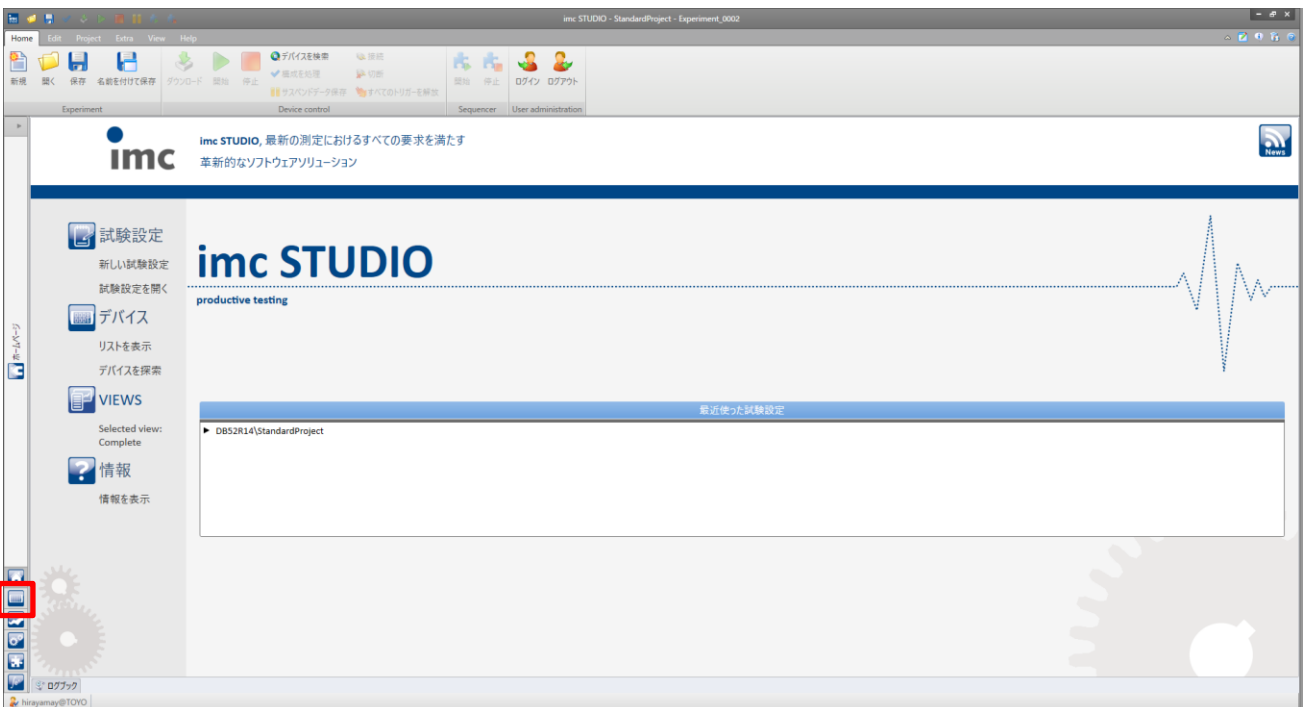 imc STUDIO - StandardProject - Experiment_0002
Home Edit Project Extra View Help
新規 開く 保存 名前を付けて保存 ダウンロード 開始 停止
デバイスを検索 接続
構成を処理 切断
サスペンドデータ保存 すべてのトリガーを解放
開始 停止 ログイン ログアウト
Experiment Device control Sequencer User administration
imc
imc STUDIO, 最新の測定におけるすべての要求を満たす
革新的なソフトウェアソリューション
News
試験設定
新しい試験設定
試験設定を開く
デバイス
リストを表示
デバイスを探索
VIEWS
Selected view:
Complete
情報
情報を表示
imc STUDIO
productive testing
最近使った試験設定
DB52R14\StandardProject
ホームページ
ログブック
hirayamay@TOYO